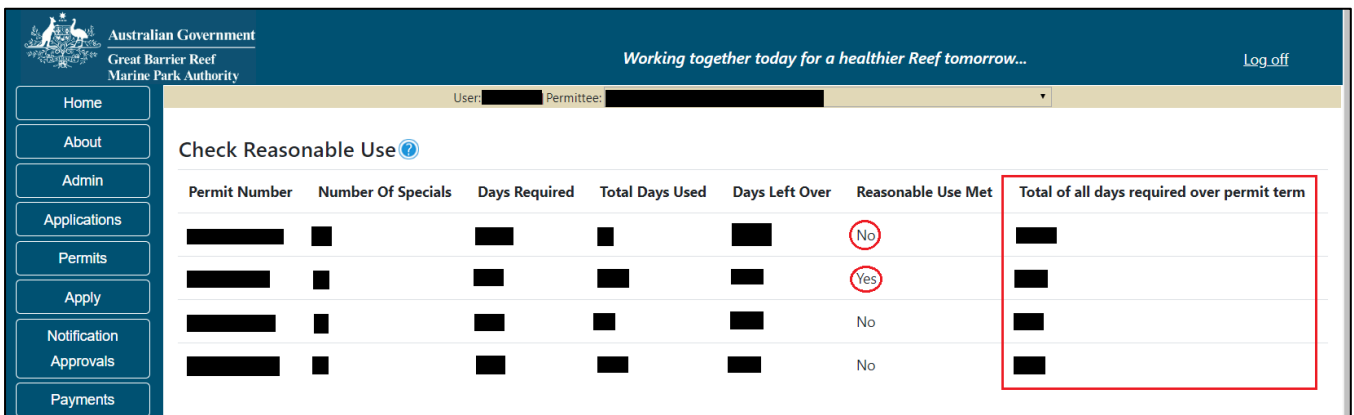 Australian Government
Great Barrier Reef
Marine Park Authority
Working together today for a healthier Reef tomorrow...
Log off
User: Permittee:
Home
About
Admin
Applications
Permits
Apply
Notification
Approvals
Payments
Check Reasonable Use
Permit Number Number Of Specials Days Required Total Days Used Days Left Over Reasonable Use Met Total of all days required over permit term
No
Yes
No
No